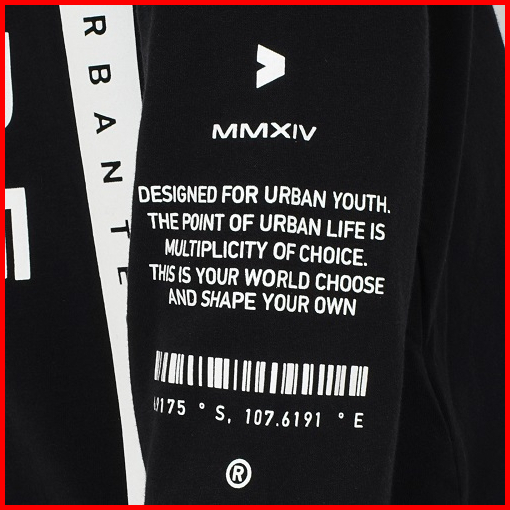 RBANTE
MMXIV
DESIGNED FOR URBAN YOUTH.
THE POINT OF URBAN LIFE IS
MULTIPLICITY OF CHOICE.
THIS IS YOUR WORLD CHOOSE
AND SHAPE YOUR OWN
9175 ° S, 107.6191 ° E
®